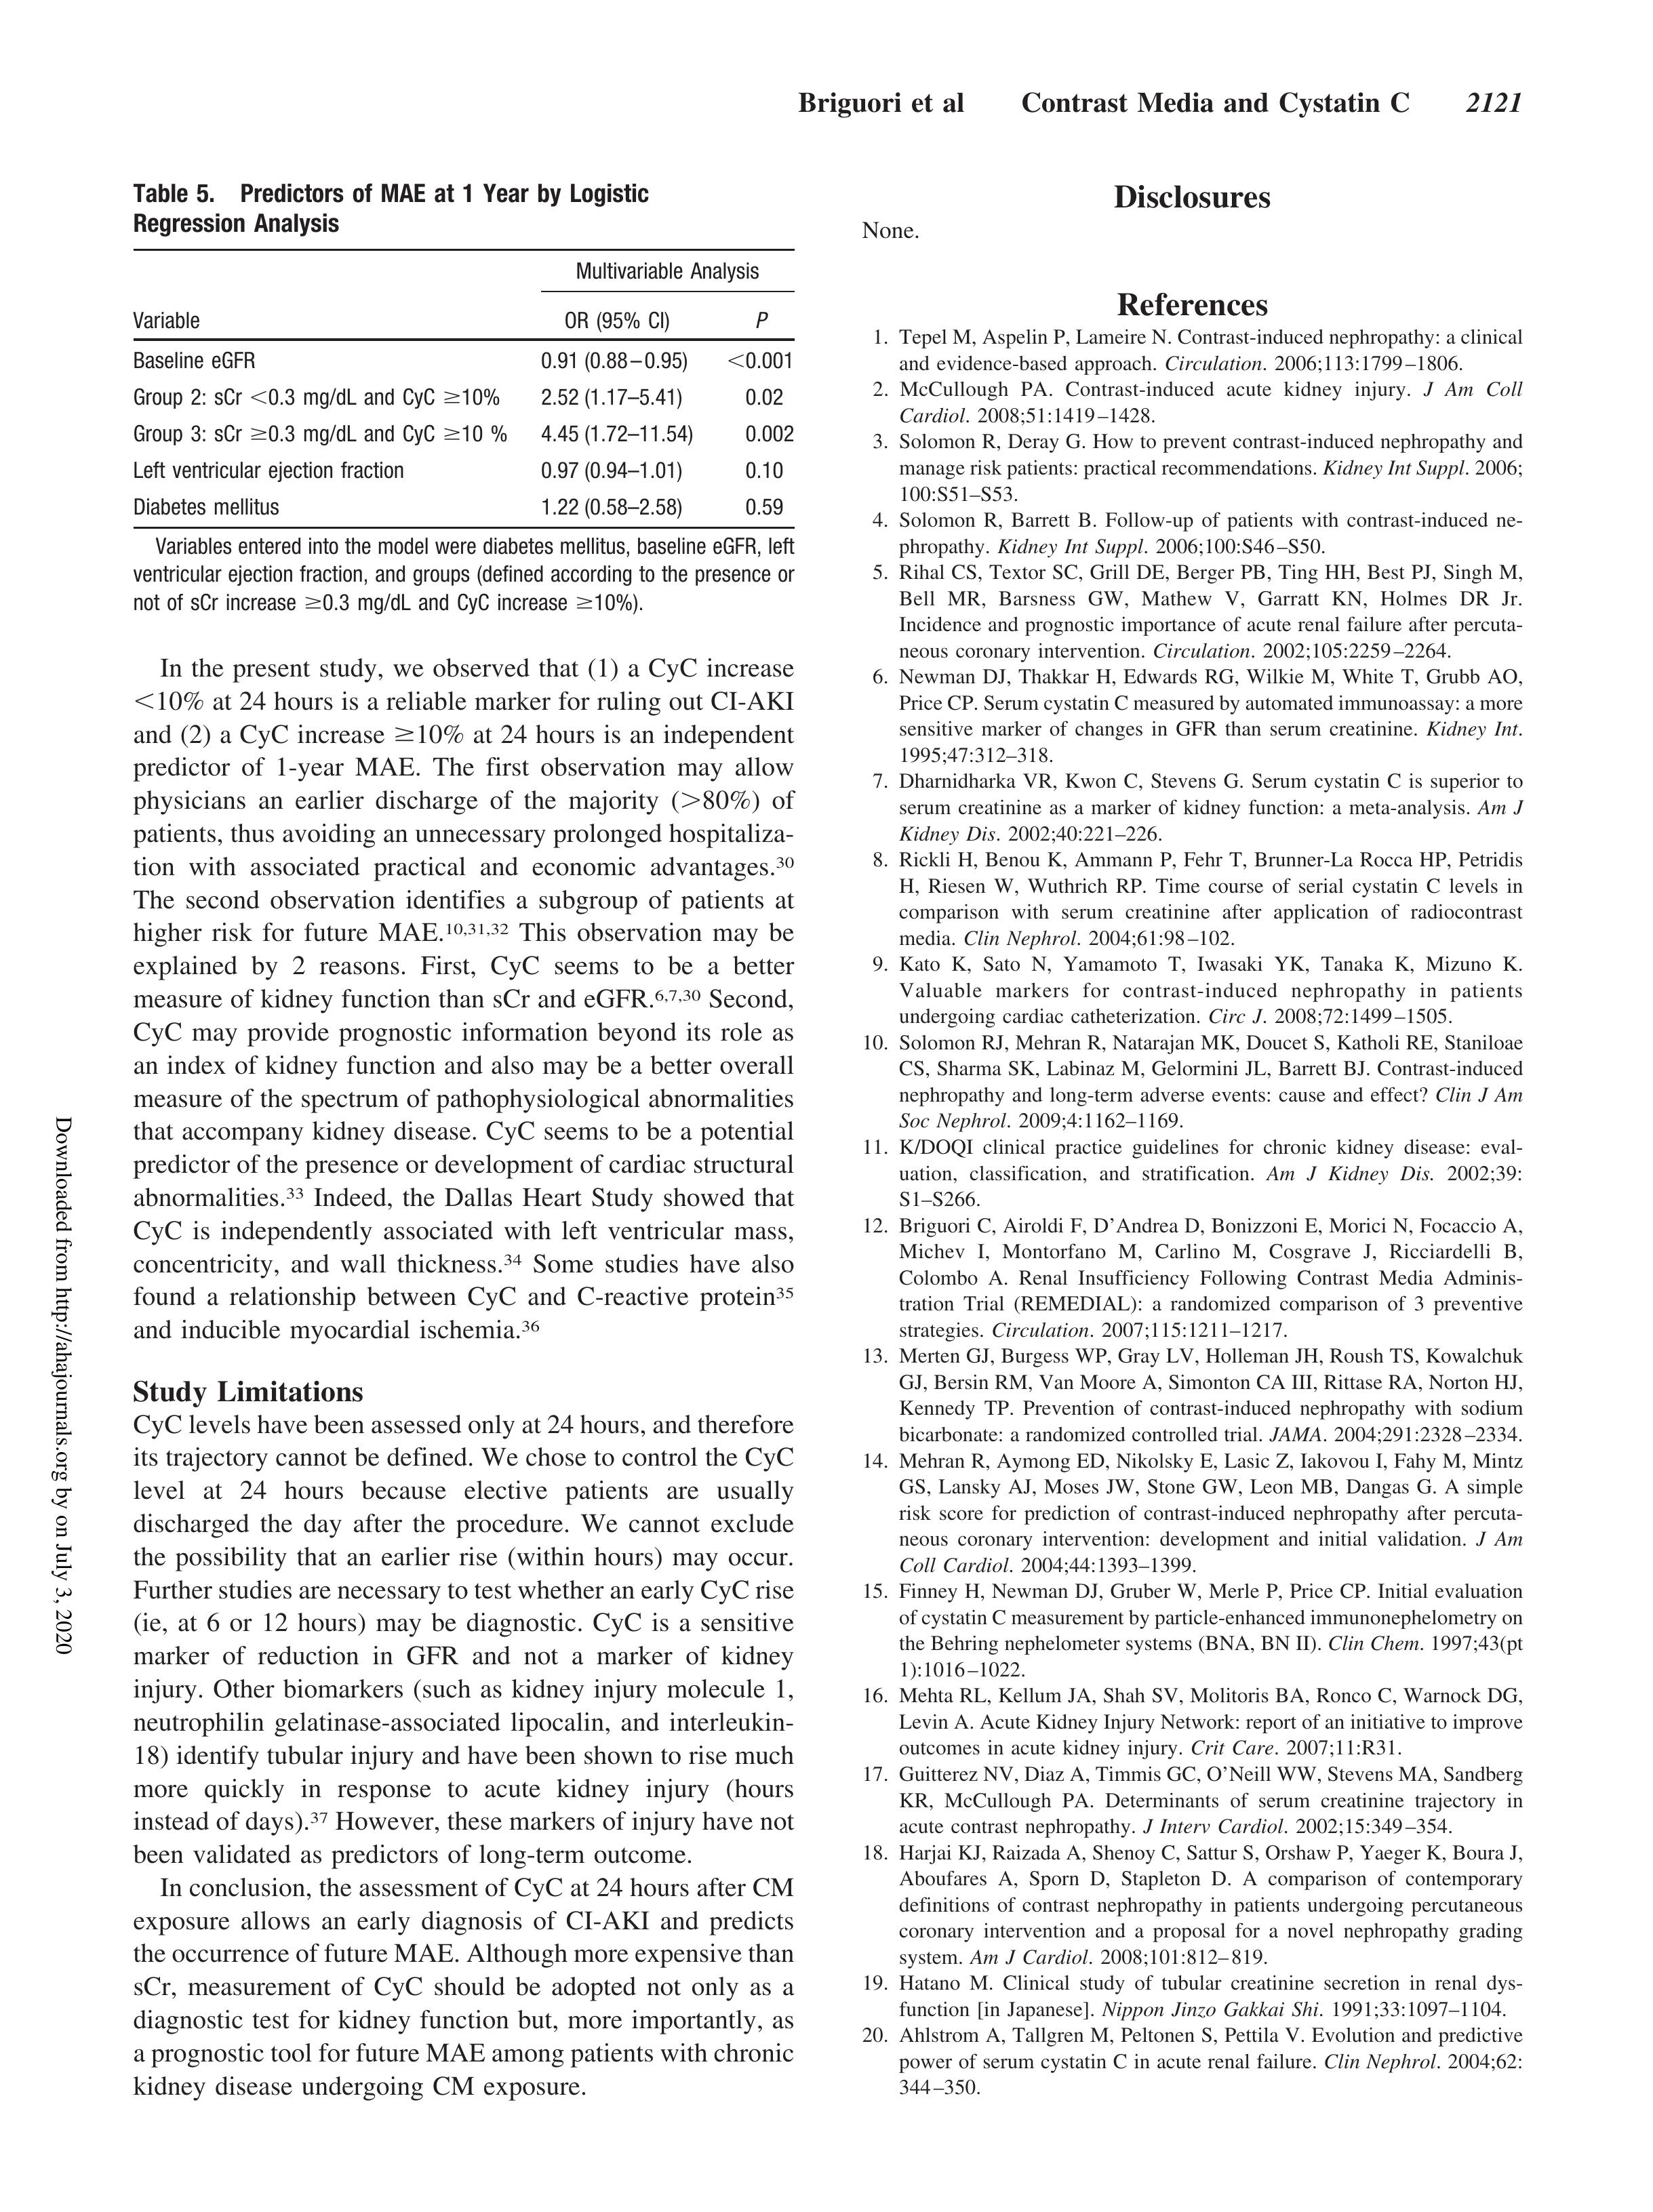 Briguori et al Contrast Media and Cystatin C 2121
Table 5. Predictors of MAE at 1 Year by Logistic
Regression Analysis
Multivariable Analysis
Variable OR (95% CI) P
Baseline eGFR 0.91 (0.88–0.95) <0.001
Group 2: sCr <0.3 mg/dL and CyC ≥10% 2.52 (1.17–5.41) 0.02
Group 3: sCr ≥0.3 mg/dL and CyC ≥10 % 4.45 (1.72–11.54) 0.002
Left ventricular ejection fraction 0.97 (0.94–1.01) 0.10
Diabetes mellitus 1.22 (0.58–2.58) 0.59
Variables entered into the model were diabetes mellitus, baseline eGFR, left
ventricular ejection fraction, and groups (defined according to the presence or
not of sCr increase ≥0.3 mg/dL and CyC increase ≥10%).
In the present study, we observed that (1) a CyC increase
<10% at 24 hours is a reliable marker for ruling out CI-AKI
and (2) a CyC increase ≥10% at 24 hours is an independent
predictor of 1-year MAE. The first observation may allow
physicians an earlier discharge of the majority (>80%) of
patients, thus avoiding an unnecessary prolonged hospitaliza-
tion with associated practical and economic advantages.30
The second observation identifies a subgroup of patients at
higher risk for future MAE.10,31,32 This observation may be
explained by 2 reasons. First, CyC seems to be a better
measure of kidney function than sCr and eGFR.6,7,30 Second,
CyC may provide prognostic information beyond its role as
an index of kidney function and also may be a better overall
measure of the spectrum of pathophysiological abnormalities
that accompany kidney disease. CyC seems to be a potential
predictor of the presence or development of cardiac structural
abnormalities.33 Indeed, the Dallas Heart Study showed that
CyC is independently associated with left ventricular mass,
concentricity, and wall thickness.34 Some studies have also
found a relationship between CyC and C-reactive protein35
and inducible myocardial ischemia.36
Study Limitations
CyC levels have been assessed only at 24 hours, and therefore
its trajectory cannot be defined. We chose to control the CyC
level at 24 hours because elective patients are usually
discharged the day after the procedure. We cannot exclude
the possibility that an earlier rise (within hours) may occur.
Further studies are necessary to test whether an early CyC rise
(ie, at 6 or 12 hours) may be diagnostic. CyC is a sensitive
marker of reduction in GFR and not a marker of kidney
injury. Other biomarkers (such as kidney injury molecule 1,
neutrophilin gelatinase-associated lipocalin, and interleukin-
18) identify tubular injury and have been shown to rise much
more quickly in response to acute kidney injury (hours
instead of days).37 However, these markers of injury have not
been validated as predictors of long-term outcome.
In conclusion, the assessment of CyC at 24 hours after CM
exposure allows an early diagnosis of CI-AKI and predicts
the occurrence of future MAE. Although more expensive than
sCr, measurement of CyC should be adopted not only as a
diagnostic test for kidney function but, more importantly, as
a prognostic tool for future MAE among patients with chronic
kidney disease undergoing CM exposure.
Disclosures
None.
References
1. Tepel M, Aspelin P, Lameire N. Contrast-induced nephropathy: a clinical
and evidence-based approach. Circulation. 2006;113:1799–1806.
2. McCullough PA. Contrast-induced acute kidney injury. J Am Coll
Cardiol. 2008;51:1419–1428.
3. Solomon R, Deray G. How to prevent contrast-induced nephropathy and
manage risk patients: practical recommendations. Kidney Int Suppl. 2006;
100:S51–S53.
4. Solomon R, Barrett B. Follow-up of patients with contrast-induced ne-
phropathy. Kidney Int Suppl. 2006;100:S46–S50.
5. Rihal CS, Textor SC, Grill DE, Berger PB, Ting HH, Best PJ, Singh M,
Bell MR, Barsness GW, Mathew V, Garratt KN, Holmes DR Jr.
Incidence and prognostic importance of acute renal failure after percuta-
neous coronary intervention. Circulation. 2002;105:2259–2264.
6. Newman DJ, Thakkar H, Edwards RG, Wilkie M, White T, Grubb AO,
Price CP. Serum cystatin C measured by automated immunoassay: a more
sensitive marker of changes in GFR than serum creatinine. Kidney Int.
1995;47:312–318.
7. Dharnidharka VR, Kwon C, Stevens G. Serum cystatin C is superior to
serum creatinine as a marker of kidney function: a meta-analysis. Am J
Kidney Dis. 2002;40:221–226.
8. Rickli H, Benou K, Ammann P, Fehr T, Brunner-La Rocca HP, Petridis
H, Riesen W, Wuthrich RP. Time course of serial cystatin C levels in
comparison with serum creatinine after application of radiocontrast
media. Clin Nephrol. 2004;61:98–102.
9. Kato K, Sato N, Yamamoto T, Iwasaki YK, Tanaka K, Mizuno K.
Valuable markers for contrast-induced nephropathy in patients
undergoing cardiac catheterization. Circ J. 2008;72:1499–1505.
10. Solomon RJ, Mehran R, Natarajan MK, Doucet S, Katholi RE, Staniloae
CS, Sharma SK, Labinaz M, Gelormini JL, Barrett BJ. Contrast-induced
nephropathy and long-term adverse events: cause and effect? Clin J Am
Soc Nephrol. 2009;4:1162–1169.
11. K/DOQI clinical practice guidelines for chronic kidney disease: eval-
uation, classification, and stratification. Am J Kidney Dis. 2002;39:
S1–S266.
12. Briguori C, Airoldi F, D’Andrea D, Bonizzoni E, Morici N, Focaccio A,
Michev I, Montorfano M, Carlino M, Cosgrave J, Ricciardelli B,
Colombo A. Renal Insufficiency Following Contrast Media Adminis-
tration Trial (REMEDIAL): a randomized comparison of 3 preventive
strategies. Circulation. 2007;115:1211–1217.
13. Merten GJ, Burgess WP, Gray LV, Holleman JH, Roush TS, Kowalchuk
GJ, Bersin RM, Van Moore A, Simonton CA III, Rittase RA, Norton HJ,
Kennedy TP. Prevention of contrast-induced nephropathy with sodium
bicarbonate: a randomized controlled trial. JAMA. 2004;291:2328–2334.
14. Mehran R, Aymong ED, Nikolsky E, Lasic Z, Iakovou I, Fahy M, Mintz
GS, Lansky AJ, Moses JW, Stone GW, Leon MB, Dangas G. A simple
risk score for prediction of contrast-induced nephropathy after percuta-
neous coronary intervention: development and initial validation. J Am
Coll Cardiol. 2004;44:1393–1399.
15. Finney H, Newman DJ, Gruber W, Merle P, Price CP. Initial evaluation
of cystatin C measurement by particle-enhanced immunonephelometry on
the Behring nephelometer systems (BNA, BN II). Clin Chem. 1997;43(pt
1):1016–1022.
16. Mehta RL, Kellum JA, Shah SV, Molitoris BA, Ronco C, Warnock DG,
Levin A. Acute Kidney Injury Network: report of an initiative to improve
outcomes in acute kidney injury. Crit Care. 2007;11:R31.
17. Guitterez NV, Diaz A, Timmis GC, O’Neill WW, Stevens MA, Sandberg
KR, McCullough PA. Determinants of serum creatinine trajectory in
acute contrast nephropathy. J Interv Cardiol. 2002;15:349–354.
18. Harjai KJ, Raizada A, Shenoy C, Sattur S, Orshaw P, Yaeger K, Boura J,
Aboufares A, Sporn D, Stapleton D. A comparison of contemporary
definitions of contrast nephropathy in patients undergoing percutaneous
coronary intervention and a proposal for a novel nephropathy grading
system. Am J Cardiol. 2008;101:812–819.
19. Hatano M. Clinical study of tubular creatinine secretion in renal dys-
function [in Japanese]. Nippon Jinzo Gakkai Shi. 1991;33:1097–1104.
20. Ahlstrom A, Tallgren M, Peltonen S, Pettila V. Evolution and predictive
power of serum cystatin C in acute renal failure. Clin Nephrol. 2004;62:
344–350.
Downloaded from http://ahajournals.org by on July 3, 2020